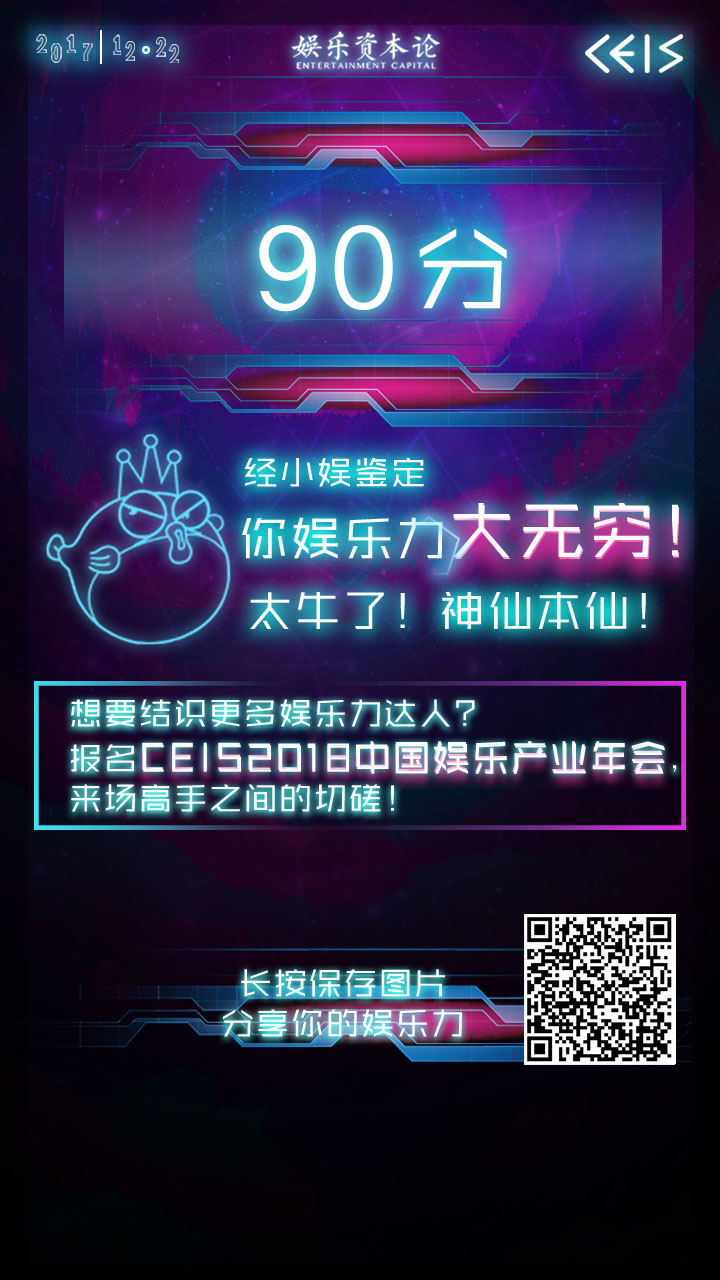 2017|12•22
娱乐资本论
ENTERTAINMENT CAPITAL
CEIS
90分
经小娱鉴定
你娱乐力大无穷！
太牛了！神仙本仙！
想要结识更多娱乐力达人？
报名CEIS2018中国娱乐产业年会，
来场高手之间的切磋！
长按保存图片
分享你的娱乐力